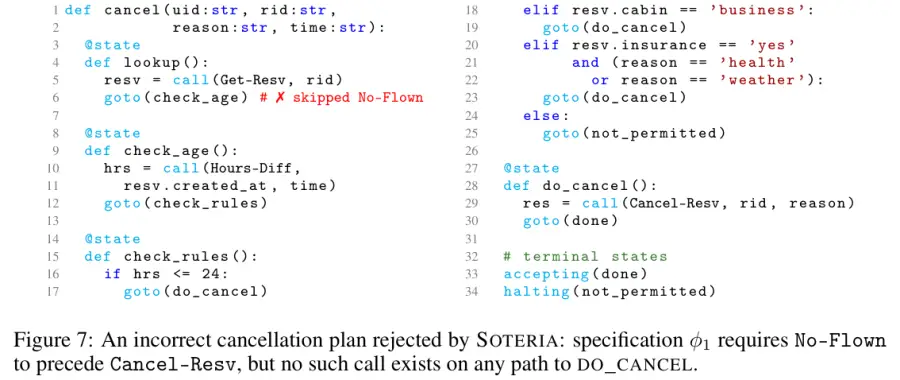 1 def cancel(uid:str, rid:str,
2 reason:str, time:str):
3 @state
4 def lookup():
5 resv = call(Get-Resv, rid)
6 goto(check_age) # ✗ skipped No-Flown
7
8 @state
9 def check_age():
10 hrs = call(Hours-Diff,
11 resv.created_at, time)
12 goto(check_rules)
13
14 @state
15 def check_rules():
16 if hrs <= 24:
17 goto(do_cancel)
18 elif resv.cabin == 'business':
19 goto(do_cancel)
20 elif resv.insurance == 'yes'
21 and (reason == 'health'
22 or reason == 'weather'):
23 goto(do_cancel)
24 else:
25 goto(not_permitted)
26
27 @state
28 def do_cancel():
29 res = call(Cancel-Resv, rid, reason)
30 goto(done)
31
32 # terminal states
33 accepting(done)
34 halting(not_permitted)
Figure 7: An incorrect cancellation plan rejected by SOTERIA: specification ϕ1 requires No-Flown
to precede Cancel-Resv, but no such call exists on any path to DO_CANCEL.